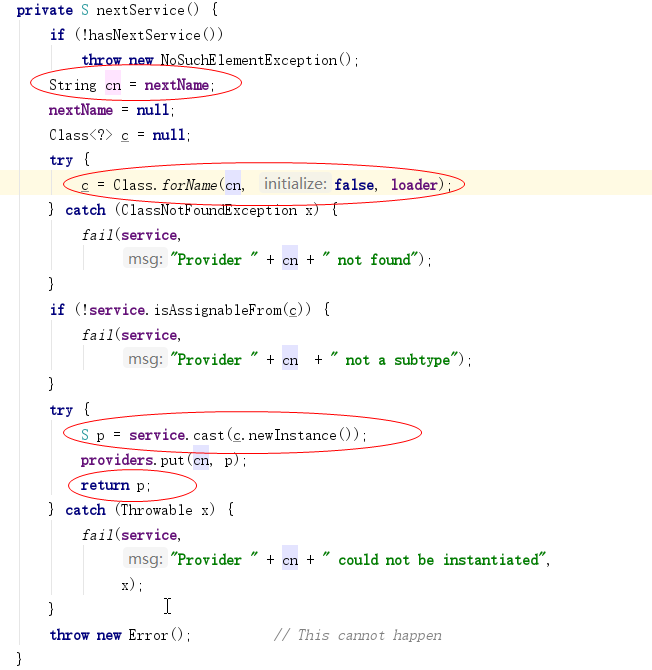 private S nextService() {
if (!hasNextService())
throw new NoSuchElementException();
String cn = nextName;
nextName = null;
Class<?> c = null;
try {
c = Class.forName(cn, initialize: false, loader);
} catch (ClassNotFoundException x) {
fail(service,
msg: "Provider " + cn + " not found");
}
if (!service.isAssignableFrom(c)) {
fail(service,
msg: "Provider " + cn  + " not a subtype");
}
try {
S p = service.cast(c.newInstance());
providers.put(cn, p);
return p;
} catch (Throwable x) {
fail(service,
msg: "Provider " + cn + " could not be instantiated",
x);
}
throw new Error();          // This cannot happen
}